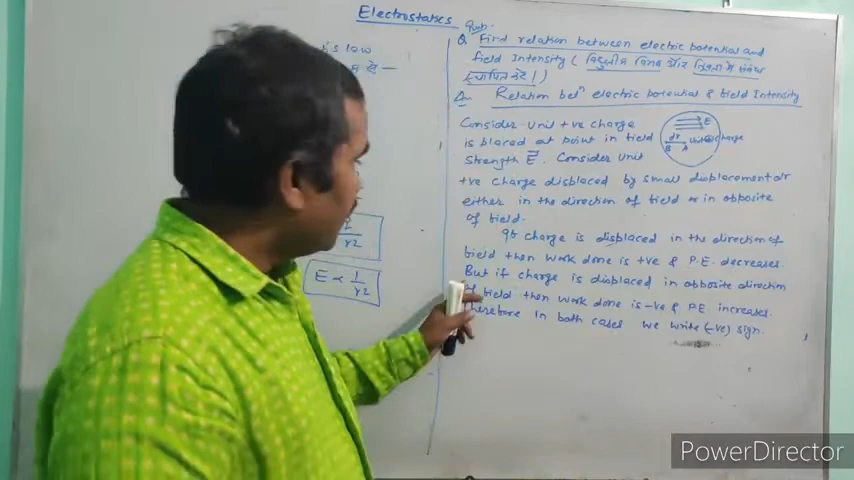 Electrostatics
's law
E ∝ 1/r2
Q Find relation between electric potential and
field Intensity ( विद्युतीय विभव और तीव्रता में संबंध
स्थापित करें। )
Relation betn electric potential & field Intensity
Consider unit +ve charge
is placed at point in field
strength E. Consider unit
E
dr
B A unit charge
+ve charge displaced by small displacement dr
either in the direction of field or in opposite
of field.
If charge is displaced in the direction of
field then work done is +ve & P.E. decreases.
But if charge is displaced in opposite direction
of field then work done is -ve & P.E increases.
Therefore in both cases we write (-ve) sign.
PowerDirector